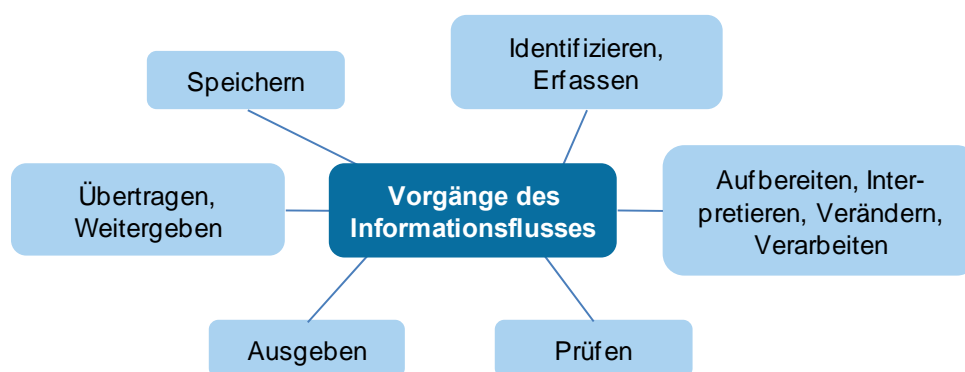 Identifizieren,
Erfassen
Speichern
Aufbereiten, Inter-
pretieren, Verändern,
Verarbeiten
Übertragen,
Weitergeben
Vorgänge des
Informationsflusses
Ausgeben
Prüfen